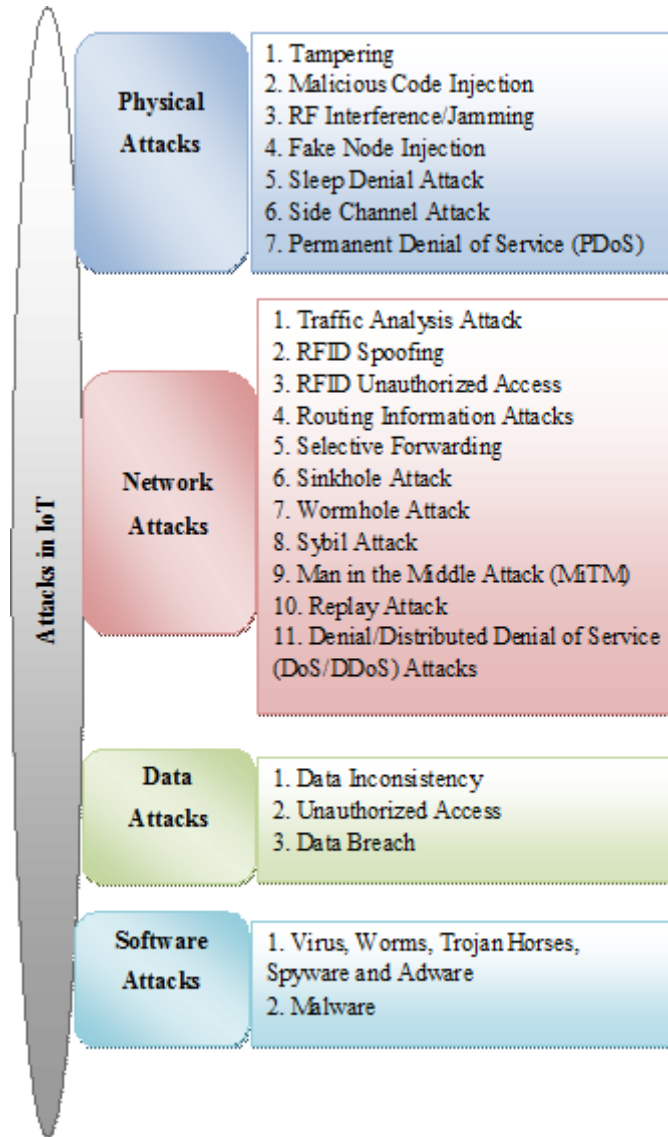 Attacks in IoT
Physical
Attacks
1. Tampering
2. Malicious Code Injection
3. RF Interference/Jamming
4. Fake Node Injection
5. Sleep Denial Attack
6. Side Channel Attack
7. Permanent Denial of Service (PDoS)
Network
Attacks
1. Traffic Analysis Attack
2. RFID Spoofing
3. RFID Unauthorized Access
4. Routing Information Attacks
5. Selective Forwarding
6. Sinkhole Attack
7. Wormhole Attack
8. Sybil Attack
9. Man in the Middle Attack (MiTM)
10. Replay Attack
11. Denial/Distributed Denial of Service
(DoS/DDoS) Attacks
Data
Attacks
1. Data Inconsistency
2. Unauthorized Access
3. Data Breach
Software
Attacks
1. Virus, Worms, Trojan Horses,
Spyware and Adware
2. Malware